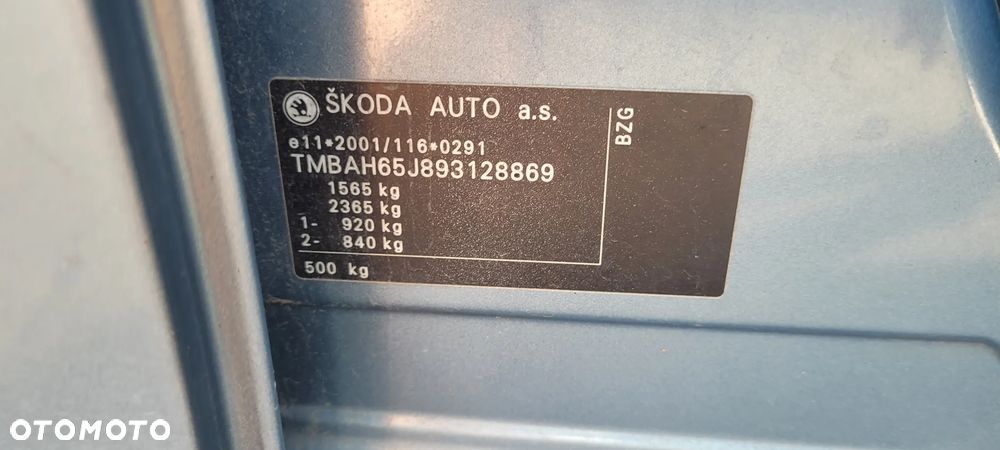 ŠKODA AUTO a.s.
e11*2001/116*0291
TMBAH65J893128869
1565 kg
2365 kg
1- 920 kg
2- 840 kg
500 kg
BZG
OTOMOTO